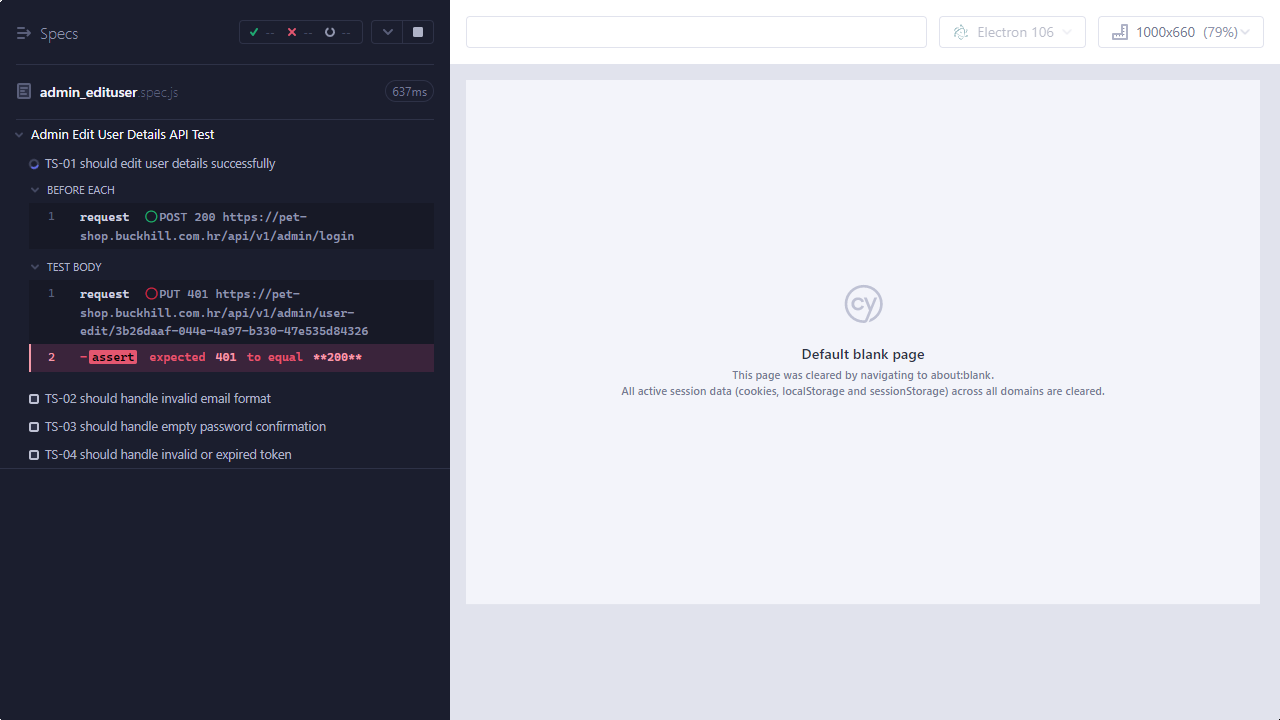 Specs
-- -- --
admin_edituser.spec.js
637ms
Admin Edit User Details API Test
TS-01 should edit user details successfully
BEFORE EACH
1 request POST 200 https://pet-
shop.buckhill.com.hr/api/v1/admin/login
TEST BODY
1 request PUT 401 https://pet-
shop.buckhill.com.hr/api/v1/admin/user-
edit/3b26daaf-044e-4a97-b330-47e535d84326
2 -assert expected 401 to equal **200**
TS-02 should handle invalid email format
TS-03 should handle empty password confirmation
TS-04 should handle invalid or expired token
Electron 106
1000x660 (79%)
cy
Default blank page
This page was cleared by navigating to about:blank.
All active session data (cookies, localStorage and sessionStorage) across all domains are cleared.